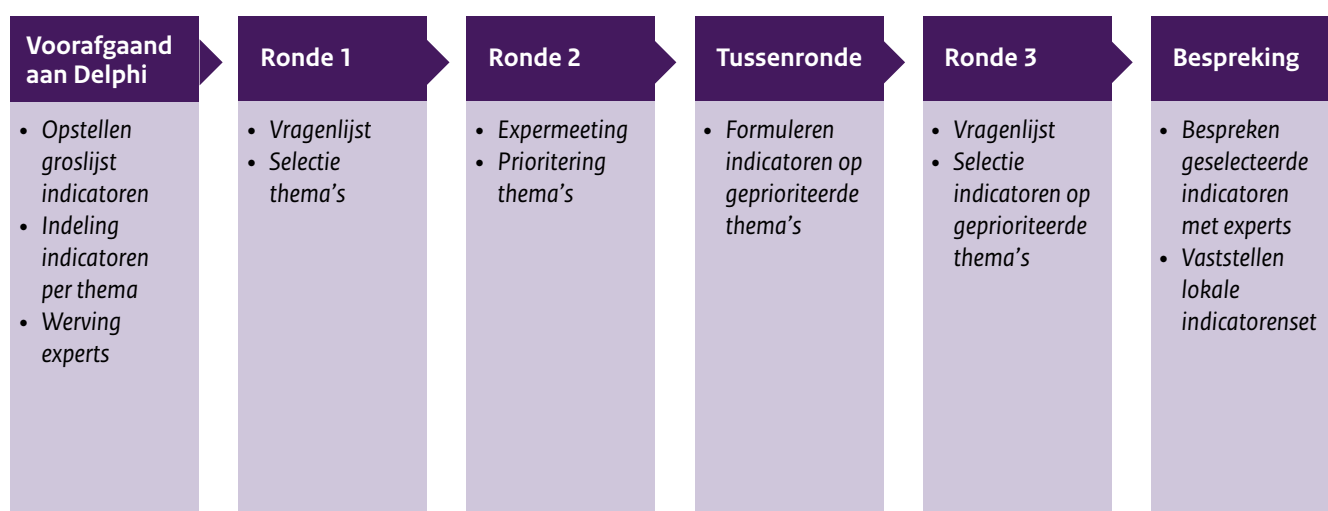 Voorafgaand
aan Delphi
• Opstellen
groslijst
indicatoren
• Indeling
indicatoren
per thema
• Werving
experts
Ronde 1
• Vragenlijst
• Selectie
thema’s
Ronde 2
• Expermeeting
• Prioritering
thema’s
Tussenronde
• Formuleren
indicatoren op
geprioriteerde
thema’s
Ronde 3
• Vragenlijst
• Selectie
indicatoren op
geprioriteerde
thema’s
Bespreking
• Bespreken
geselecteerde
indicatoren
met experts
• Vaststellen
lokale
indicatorenset